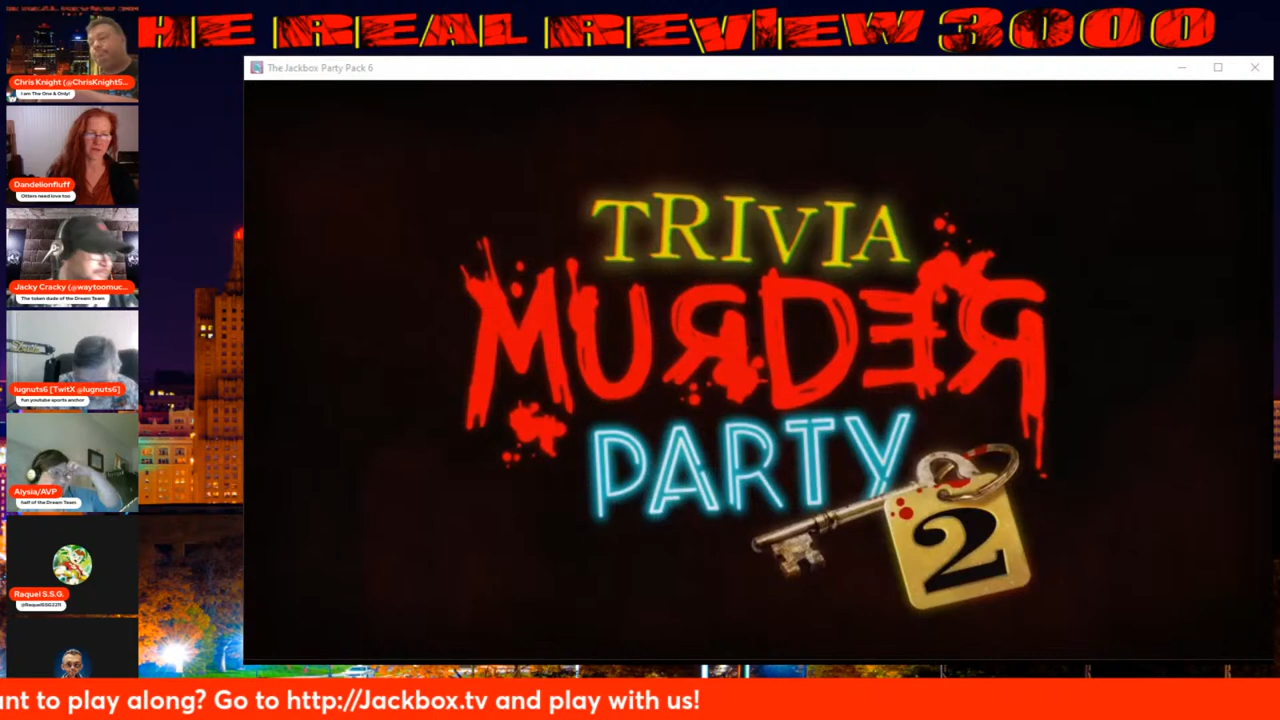 HE REAL REVIEW 3000
The Jackbox Party Pack 6
Chris Knight (@ChrisKnight5...
I am The One & Only!
Dandelionfluff
Otters need love too
Jacky Cracky (@waytoomuc...
The token dude of the Dream Team
lugnuts6 [TwitX @lugnuts6]
fun youtube sports anchor
Alysia/AVP
half of the Dream Team
Raquel S.S.G.
@RaquelSSG2211
TRIVIA
MURDER
PARTY
2
ant to play along? Go to http://Jackbox.tv and play with us!